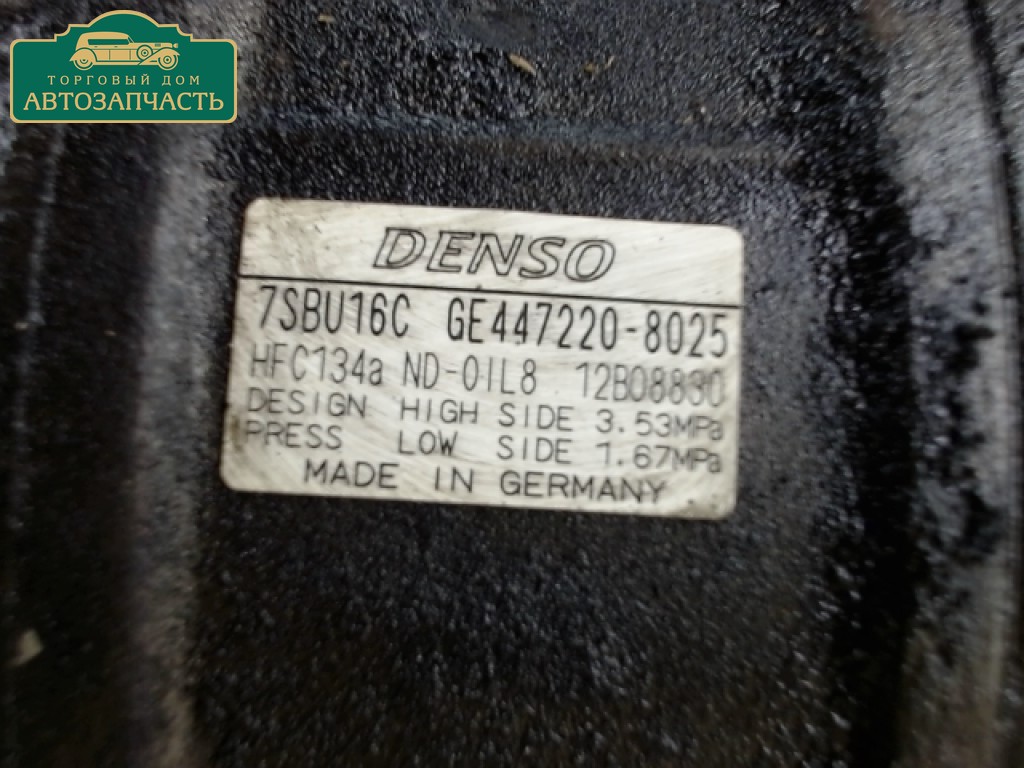 ТОРГОВЫЙ ДОМ
АВТОЗАПЧАСТЬ
DENSO
7SBU16C GE447220-8025
HFC134a ND-OIL8 12B08830
DESIGN HIGH SIDE 3.53MPa
PRESS LOW SIDE 1.67MPa
MADE IN GERMANY